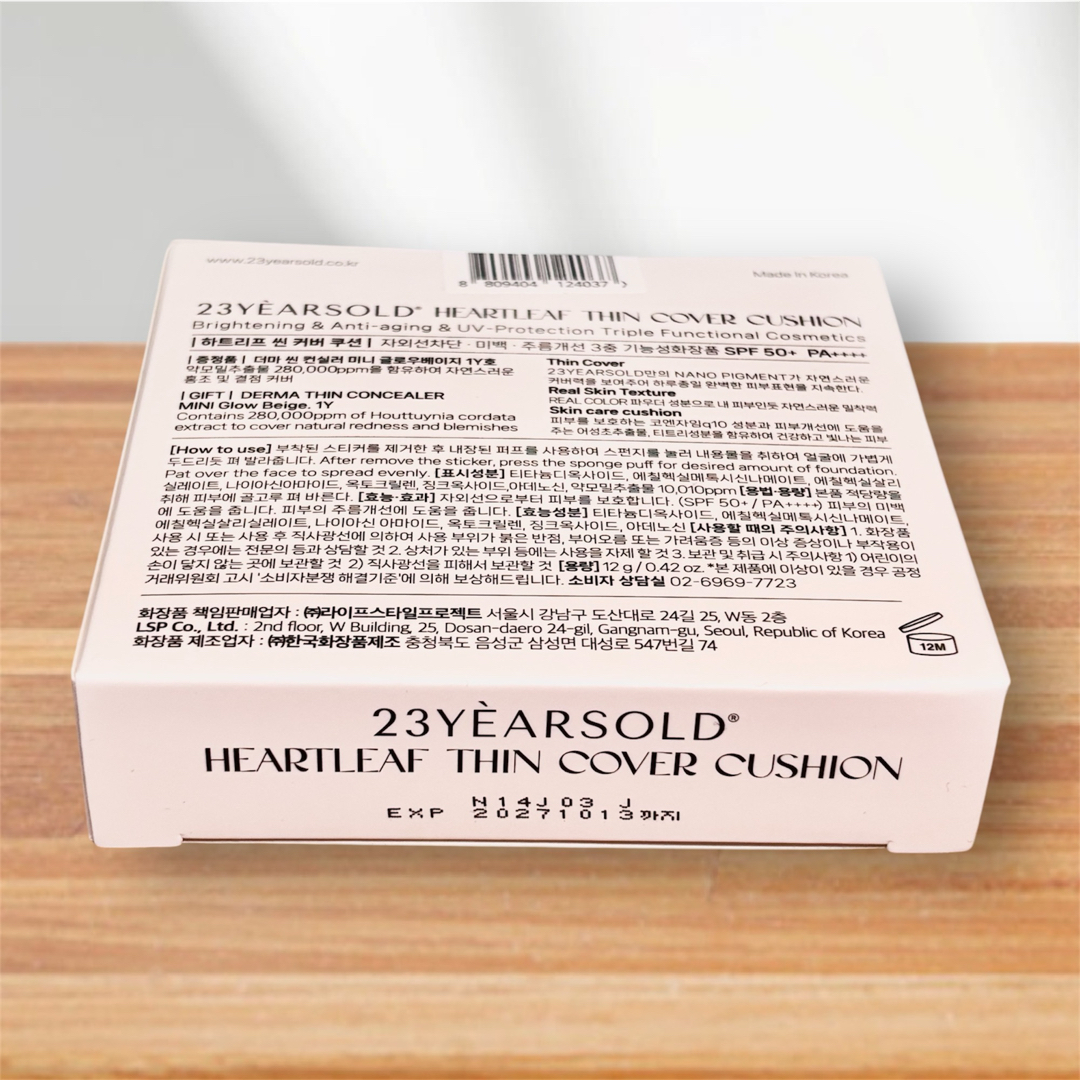 www.23yearsold.co.kr
8 809404 124037 >
Made in Korea
23YÈARSOLD® HEARTLEAF THIN COVER CUSHION
Brightening & Anti-aging & UV-Protection Triple Functional Cosmetics
| 하트리프 씬 커버 쿠션 | 자외선차단 · 미백 · 주름개선 3중 기능성화장품 SPF 50+ PA++++
| 증정품 | 더마 씬 컨실러 미니 글로우베이지 1Y호
약모밀추출물 280,000ppm를 함유하여 자연스러운
홍조 및 결점 커버
| GIFT | DERMA THIN CONCEALER
MINI Glow Beige. 1Y
Contains 280,000ppm of Houttuynia cordata
extract to cover natural redness and blemishes
Thin Cover
23YEARSOLD만의 NANO PIGMENT가 자연스러운
커버력을 보여주어 하루종일 완벽한 피부표현을 지속한다.
Real Skin Texture
REAL COLOR 파우더 성분으로 내 피부인듯 자연스러운 밀착력
Skin care cushion
피부를 보호하는 코엔자임q10 성분과 피부개선에 도움을
주는 어성초추출물, 티트리성분을 함유하여 건강하고 빛나는 피부
[How to use] 부착된 스티커를 제거한 후 내장된 퍼프를 사용하여 스펀지를 눌러 내용물을 취하여 얼굴에 가볍게
두드리듯 펴 발라줍니다. After remove the sticker, press the sponge puff for desired amount of foundation.
Pat over the face to spread evenly. [표시성분] 티타늄디옥사이드, 에칠헥실메톡시신나메이트, 에칠헥실살리
실레이트, 나이아신아마이드, 옥토크릴렌, 징크옥사이드,아데노신, 약모밀추출물 10,010ppm [용법·용량] 본품 적당량을
취해 피부에 골고루 펴 바른다. [효능·효과] 자외선으로부터 피부를 보호합니다. (SPF 50+ / PA++++) 피부의 미백
에 도움을 줍니다. 피부의 주름개선에 도움을 줍니다. [효능성분] 티타늄디옥사이드, 에칠헥실메톡시신나메이트,
에칠헥실살리실레이트, 나이아신 아마이드, 옥토크릴렌, 징크옥사이드, 아데노신 [사용할 때의 주의사항] 1. 화장품
사용 시 또는 사용 후 직사광선에 의하여 사용 부위가 붉은 반점, 부어오름 또는 가려움증 등의 이상 증상이나 부작용이
있는 경우에는 전문의 등과 상담할 것 2. 상처가 있는 부위 등에는 사용을 자제 할 것 3. 보관 및 취급 시 주의사항 1) 어린이의
손이 닿지 않는 곳에 보관할 것 2) 직사광선을 피해서 보관할 것 [용량] 12 g / 0.42 oz. *본 제품에 이상이 있을 경우 공정
거래위원회 고시 '소비자분쟁 해결기준'에 의해 보상해드립니다. 소비자 상담실 02-6969-7723
화장품 책임판매업자 : ㈜라이프스타일프로젝트 서울시 강남구 도산대로 24길 25, W동 2층
LSP Co., Ltd. : 2nd floor, W Building, 25, Dosan-daero 24-gil, Gangnam-gu, Seoul, Republic of Korea
화장품 제조업자 : ㈜한국화장품제조 충청북도 음성군 삼성면 대성로 547번길 74
12M
23YÈARSOLD®
HEARTLEAF THIN COVER CUSHION
N14J03 J
EXP 20271013까지